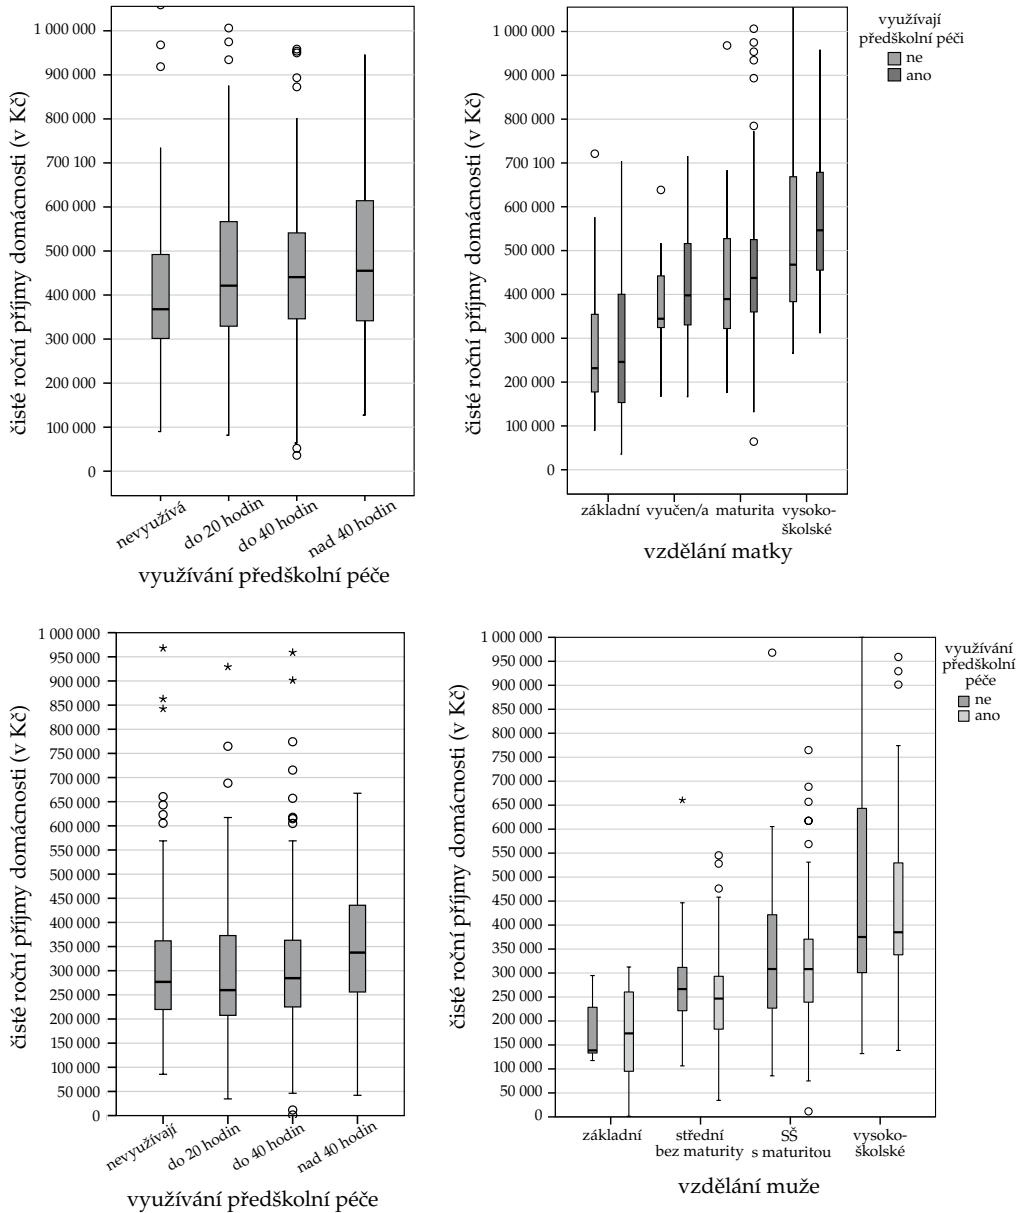 čisté roční příjmy domácnosti (v Kč)
1 000 000
900 000
800 000
700 100
600 000
500 000
400 000
300 000
200 000
100 000
0
nevyužívá
do 20 hodin
do 40 hodin
nad 40 hodin
využívání předškolní péče
čisté roční příjmy domácnosti (v Kč)
1 000 000
900 000
800 000
700 100
600 000
500 000
400 000
300 000
200 000
100 000
0
základní vyučen/a maturita vysoko-
školské
vzdělání matky
využívají
předškolní péči
ne
ano
čisté roční příjmy domácnosti (v Kč)
1 000 000
950 000
900 000
850 000
800 000
750 000
700 000
650 000
600 000
550 000
500 000
450 000
400 000
350 000
300 000
250 000
200 000
150 000
100 000
50 000
0
nevyužívají
do 20 hodin
do 40 hodin
nad 40 hodin
využívání předškolní péče
čisté roční příjmy domácnosti (v Kč)
1 000 000
950 000
900 000
850 000
800 000
750 000
700 000
650 000
600 000
550 000
500 000
450 000
400 000
350 000
300 000
250 000
200 000
150 000
100 000
50 000
0
základní střední SŠ vysoko-
bez maturity s maturitou školské
vzdělání muže
využívání
předškolní
péče
ne
ano